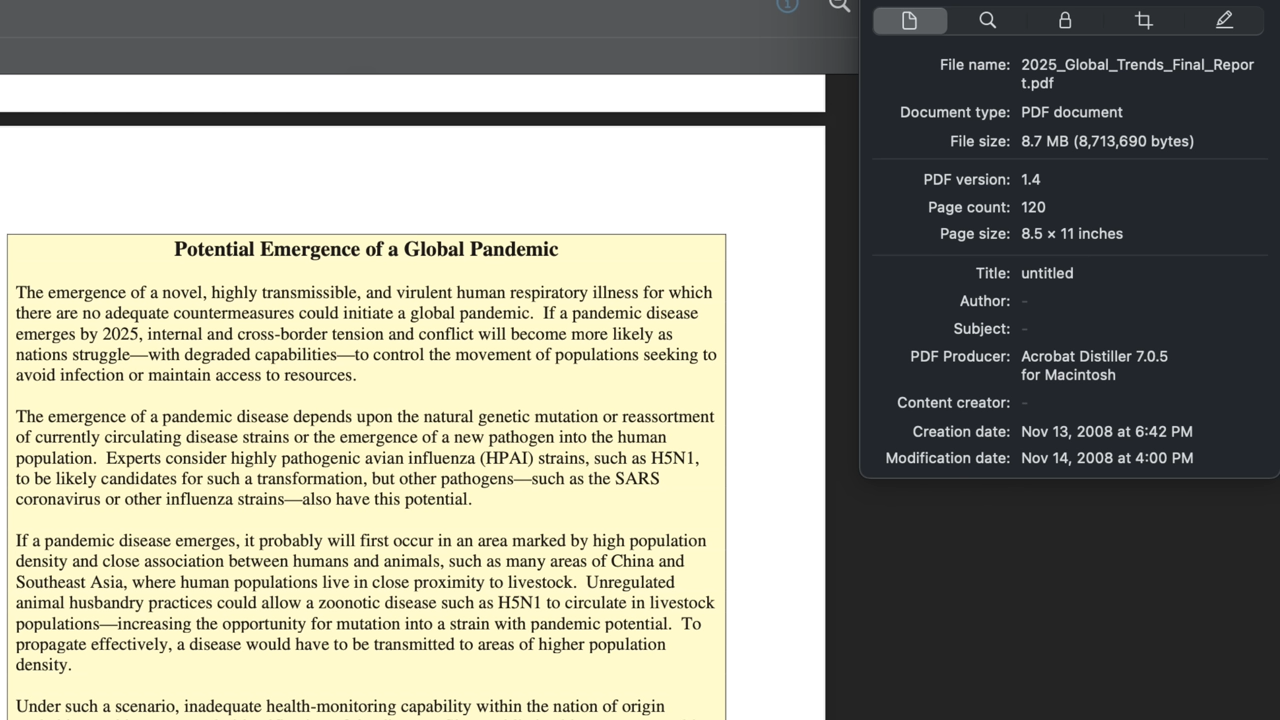 Potential Emergence of a Global Pandemic
The emergence of a novel, highly transmissible, and virulent human respiratory illness for which
there are no adequate countermeasures could initiate a global pandemic.  If a pandemic disease
emerges by 2025, internal and cross-border tension and conflict will become more likely as
nations struggle—with degraded capabilities—to control the movement of populations seeking to
avoid infection or maintain access to resources.
The emergence of a pandemic disease depends upon the natural genetic mutation or reassortment
of currently circulating disease strains or the emergence of a new pathogen into the human
population.  Experts consider highly pathogenic avian influenza (HPAI) strains, such as H5N1,
to be likely candidates for such a transformation, but other pathogens—such as the SARS
coronavirus or other influenza strains—also have this potential.
If a pandemic disease emerges, it probably will first occur in an area marked by high population
density and close association between humans and animals, such as many areas of China and
Southeast Asia, where human populations live in close proximity to livestock.  Unregulated
animal husbandry practices could allow a zoonotic disease such as H5N1 to circulate in livestock
populations—increasing the opportunity for mutation into a strain with pandemic potential.  To
propagate effectively, a disease would have to be transmitted to areas of higher population
density.
Under such a scenario, inadequate health-monitoring capability within the nation of origin
File name: 2025_Global_Trends_Final_Repor
t.pdf
Document type: PDF document
File size: 8.7 MB (8,713,690 bytes)
PDF version: 1.4
Page count: 120
Page size: 8.5 × 11 inches
Title: untitled
Author: -
Subject: -
PDF Producer: Acrobat Distiller 7.0.5
for Macintosh
Content creator: -
Creation date: Nov 13, 2008 at 6:42 PM
Modification date: Nov 14, 2008 at 4:00 PM